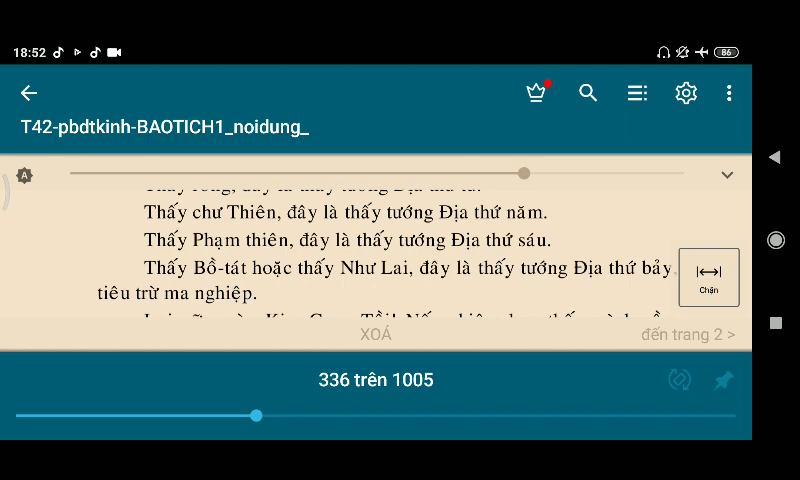 18:52
86
T42-pbdtkinh-BAOTICH1_noidung_
A
Thấy chư Thiên, đây là thấy tướng Địa thứ năm.
Thấy Phạm thiên, đây là thấy tướng Địa thứ sáu.
Thấy Bồ-tát hoặc thấy Như Lai, đây là thấy tướng Địa thứ bảy,
tiêu trừ ma nghiệp.
Chặn
XOÁ
đến trang 2 >
336 trên 1005